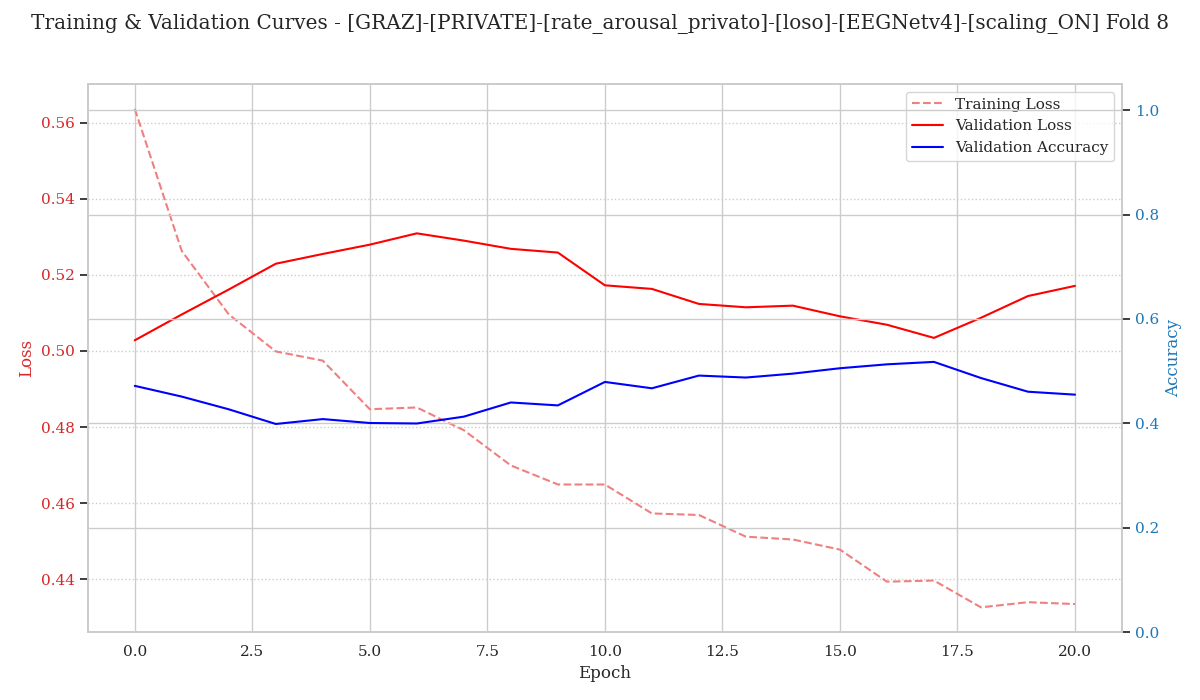 Training & Validation Curves - [GRAZ]-[PRIVATE]-[rate_arousal_privato]-[loso]-[EEGNetv4]-[scaling_ON] Fold 8
Training Loss
Validation Loss
Validation Accuracy
Loss
0.56
0.54
0.52
0.50
0.48
0.46
0.44
1.0
0.8
0.6
0.4
0.2
0.0
Accuracy
0.0 2.5 5.0 7.5 10.0 12.5 15.0 17.5 20.0
Epoch